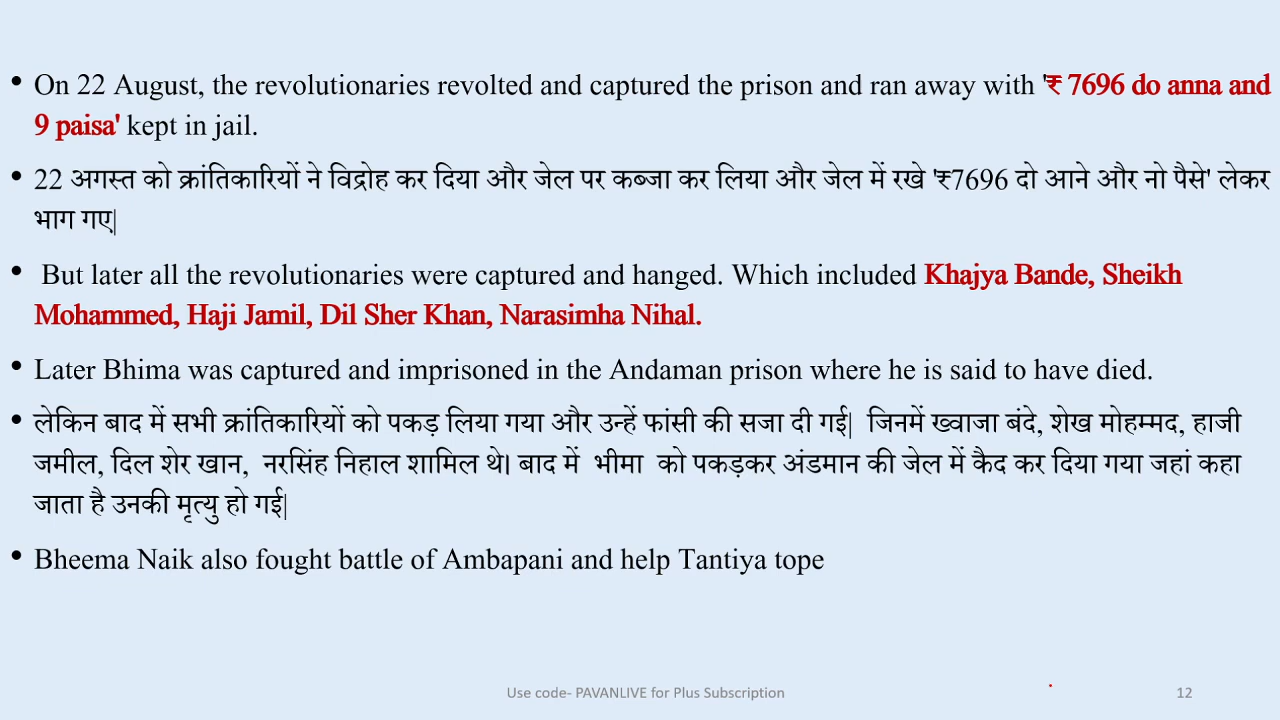 • On 22 August, the revolutionaries revolted and captured the prison and ran away with '₹ 7696 do anna and
9 paisa' kept in jail.
• 22 अगस्त को क्रांतिकारियों ने विद्रोह कर दिया और जेल पर कब्जा कर लिया और जेल में रखे '₹7696 दो आने और नो पैसे' लेकर
भाग गए|
• But later all the revolutionaries were captured and hanged. Which included Khajya Bande, Sheikh
Mohammed, Haji Jamil, Dil Sher Khan, Narasimha Nihal.
• Later Bhima was captured and imprisoned in the Andaman prison where he is said to have died.
• लेकिन बाद में सभी क्रांतिकारियों को पकड़ लिया गया और उन्हें फांसी की सजा दी गई| जिनमें ख्वाजा बंदे, शेख मोहम्मद, हाजी
जमील, दिल शेर खान, नरसिंह निहाल शामिल थे। बाद में भीमा को पकड़कर अंडमान की जेल में कैद कर दिया गया जहां कहा
जाता है उनकी मृत्यु हो गई|
• Bheema Naik also fought battle of Ambapani and help Tantiya tope
Use code- PAVANLIVE for Plus Subscription
12